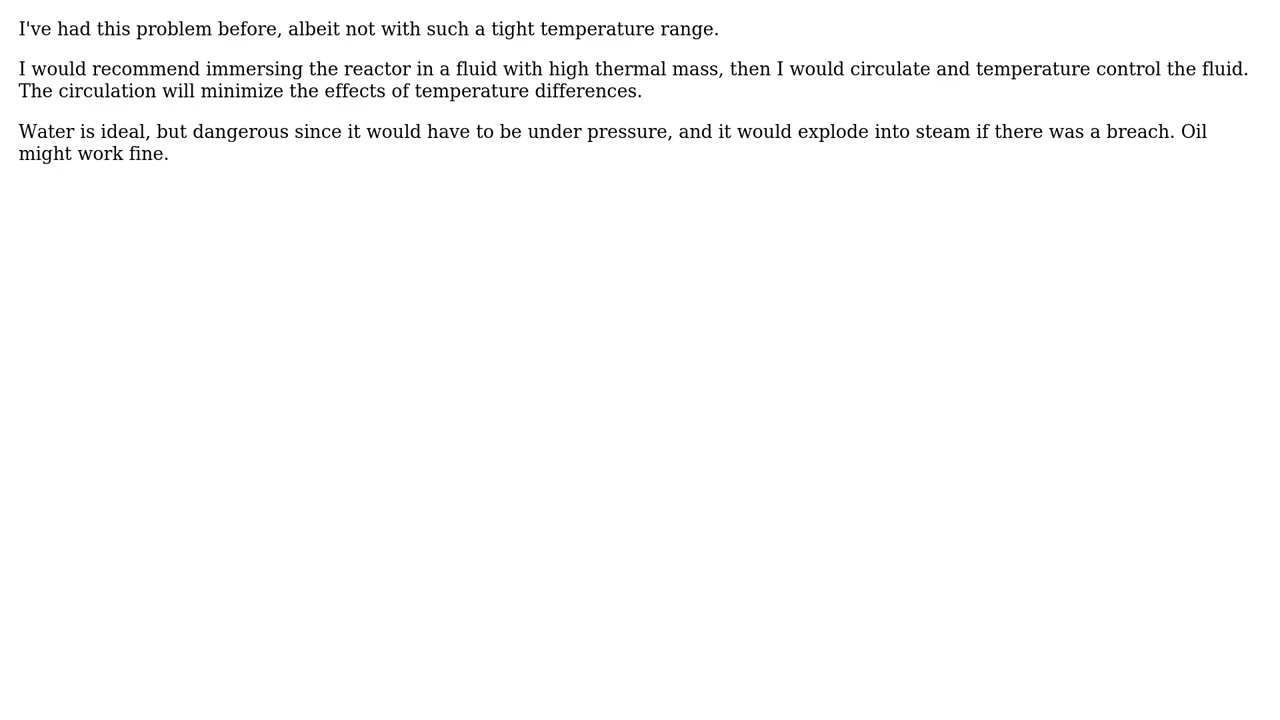 I've had this problem before, albeit not with such a tight temperature range.
I would recommend immersing the reactor in a fluid with high thermal mass, then I would circulate and temperature control the fluid.
The circulation will minimize the effects of temperature differences.
Water is ideal, but dangerous since it would have to be under pressure, and it would explode into steam if there was a breach. Oil
might work fine.